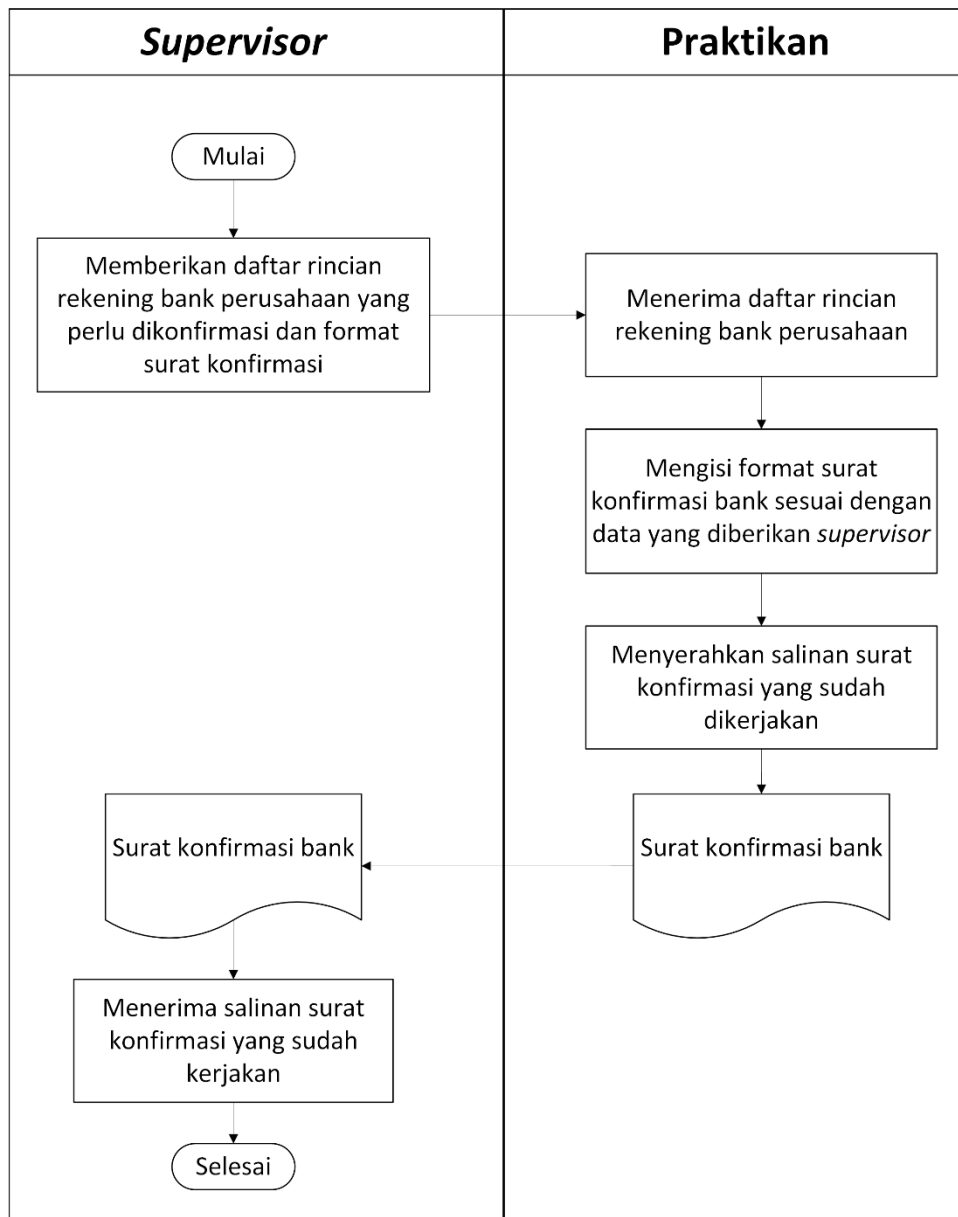 Supervisor
Praktikan
Mulai
Memberikan daftar rincian
rekening bank perusahaan yang
perlu dikonfirmasi dan format
surat konfirmasi
Menerima daftar rincian
rekening bank perusahaan
Mengisi format surat
konfirmasi bank sesuai dengan
data yang diberikan supervisor
Menyerahkan salinan surat
konfirmasi yang sudah
dikerjakan
Surat konfirmasi bank
Surat konfirmasi bank
Menerima salinan surat
konfirmasi yang sudah
kerjakan
Selesai